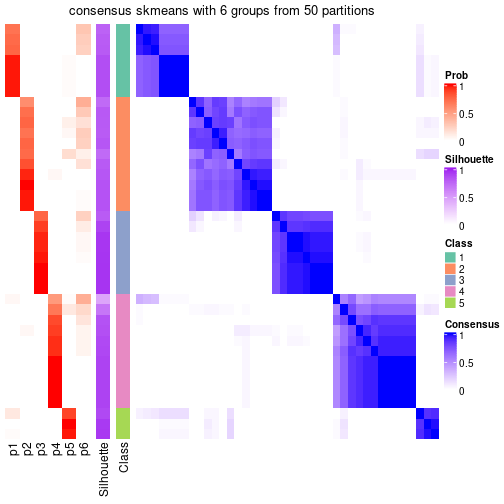 consensus skmeans with 6 groups from 50 partitions
Prob
1
0.5
0
Silhouette
1
0.5
0
Class
1
2
3
4
5
Consensus
1
0.5
0
p1
p2
p3
p4
p5
p6
Silhouette
Class